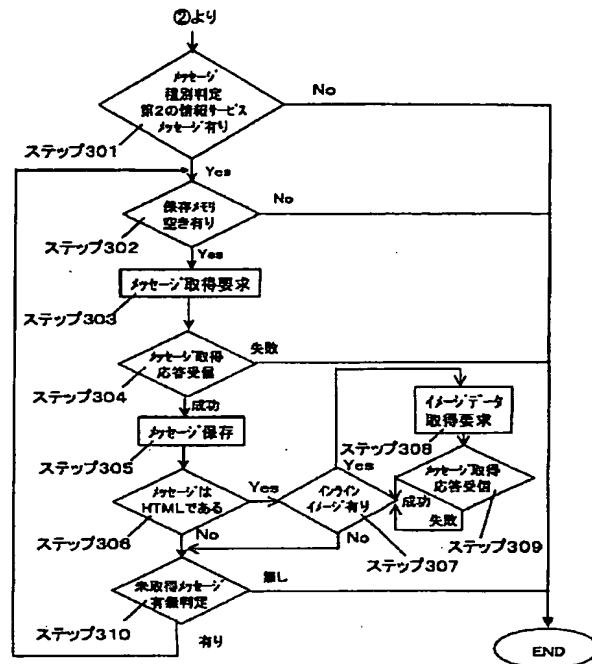 ②より
メッセージ
種別判定
第2の情報サービス
メッセージ有り
No
ステップ301
Yes
保存メモリ
空き有り
No
ステップ302
Yes
メッセージ取得要求
ステップ303
メッセージ取得
応答受信
失敗
ステップ304
成功
イメージデータ
取得要求
メッセージ保存
ステップ308
ステップ305
Yes
メッセージ取得
応答受信
メッセージは
HTMLである
Yes
インライン
イメージ有り
成功
失敗
ステップ306
No
No
ステップ309
ステップ307
未取得メッセージ
有無判定
無し
ステップ310
有り
END